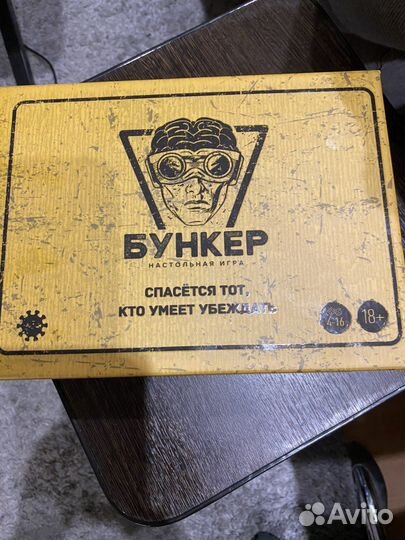 БУНКЕР
НАСТОЛЬНАЯ ИГРА
СПАСЁТСЯ ТОТ,
КТО УМЕЕТ УБЕЖДАТЬ
4-16
18+
Avito